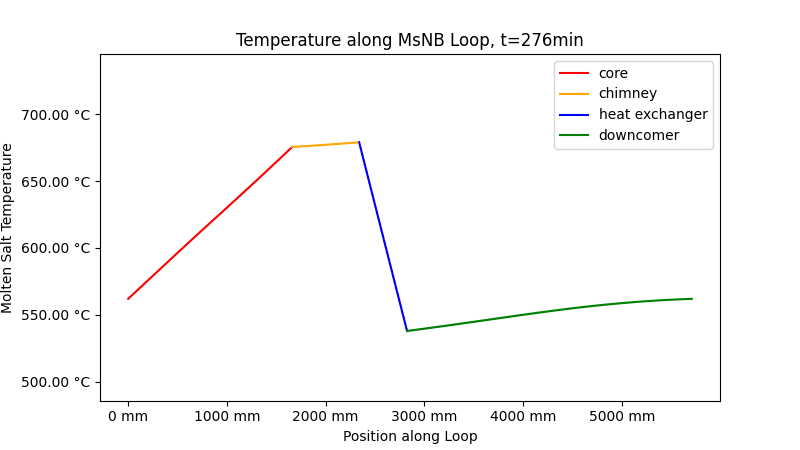 Temperature along MsNB Loop, t=276min
core
chimney
heat exchanger
downcomer
Molten Salt Temperature
700.00 °C
650.00 °C
600.00 °C
550.00 °C
500.00 °C
0 mm
1000 mm
2000 mm
3000 mm
4000 mm
5000 mm
Position along Loop